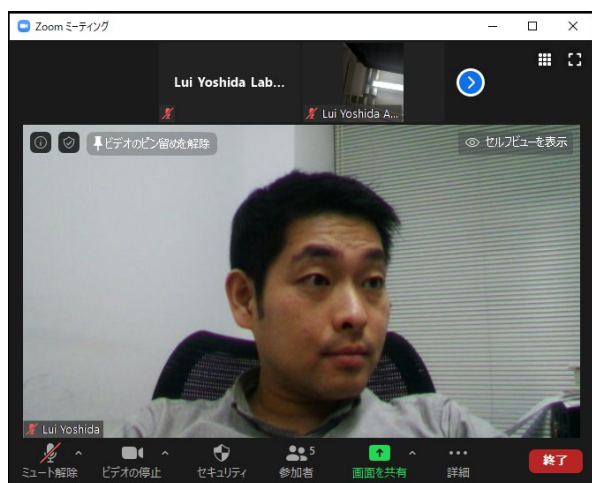 Zoom ミーティング
Lui Yoshida Lab...
Lui Yoshida A...
ビデオのピン留めを解除
セルフビューを表示
Lui Yoshida
5
ミュート解除
ビデオの停止
セキュリティ
参加者
画面を共有
詳細
終了